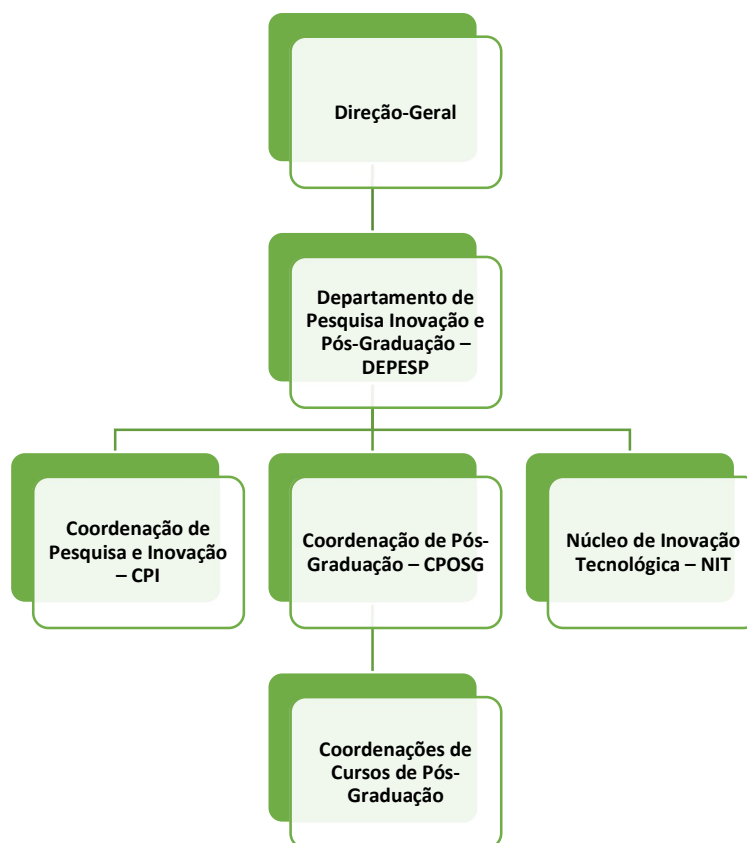 Direção-Geral
Departamento de
Pesquisa Inovação e
Pós-Graduação –
DEPESP
Coordenação de
Pesquisa e Inovação
– CPI
Coordenação de Pós-
Graduação – CPOSG
Núcleo de Inovação
Tecnológica – NIT
Coordenações de
Cursos de Pós-
Graduação